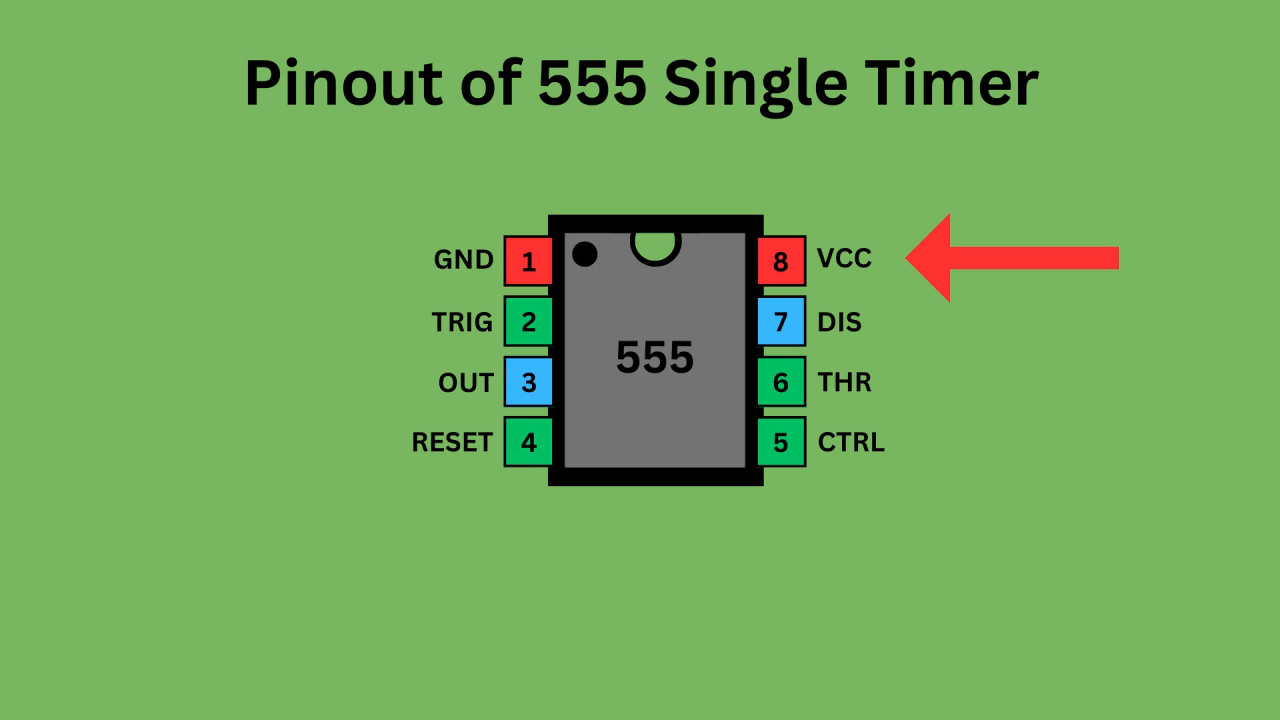 Pinout of 555 Single Timer
GND 1 8 VCC
TRIG 2 7 DIS
555
OUT 3 6 THR
RESET 4 5 CTRL